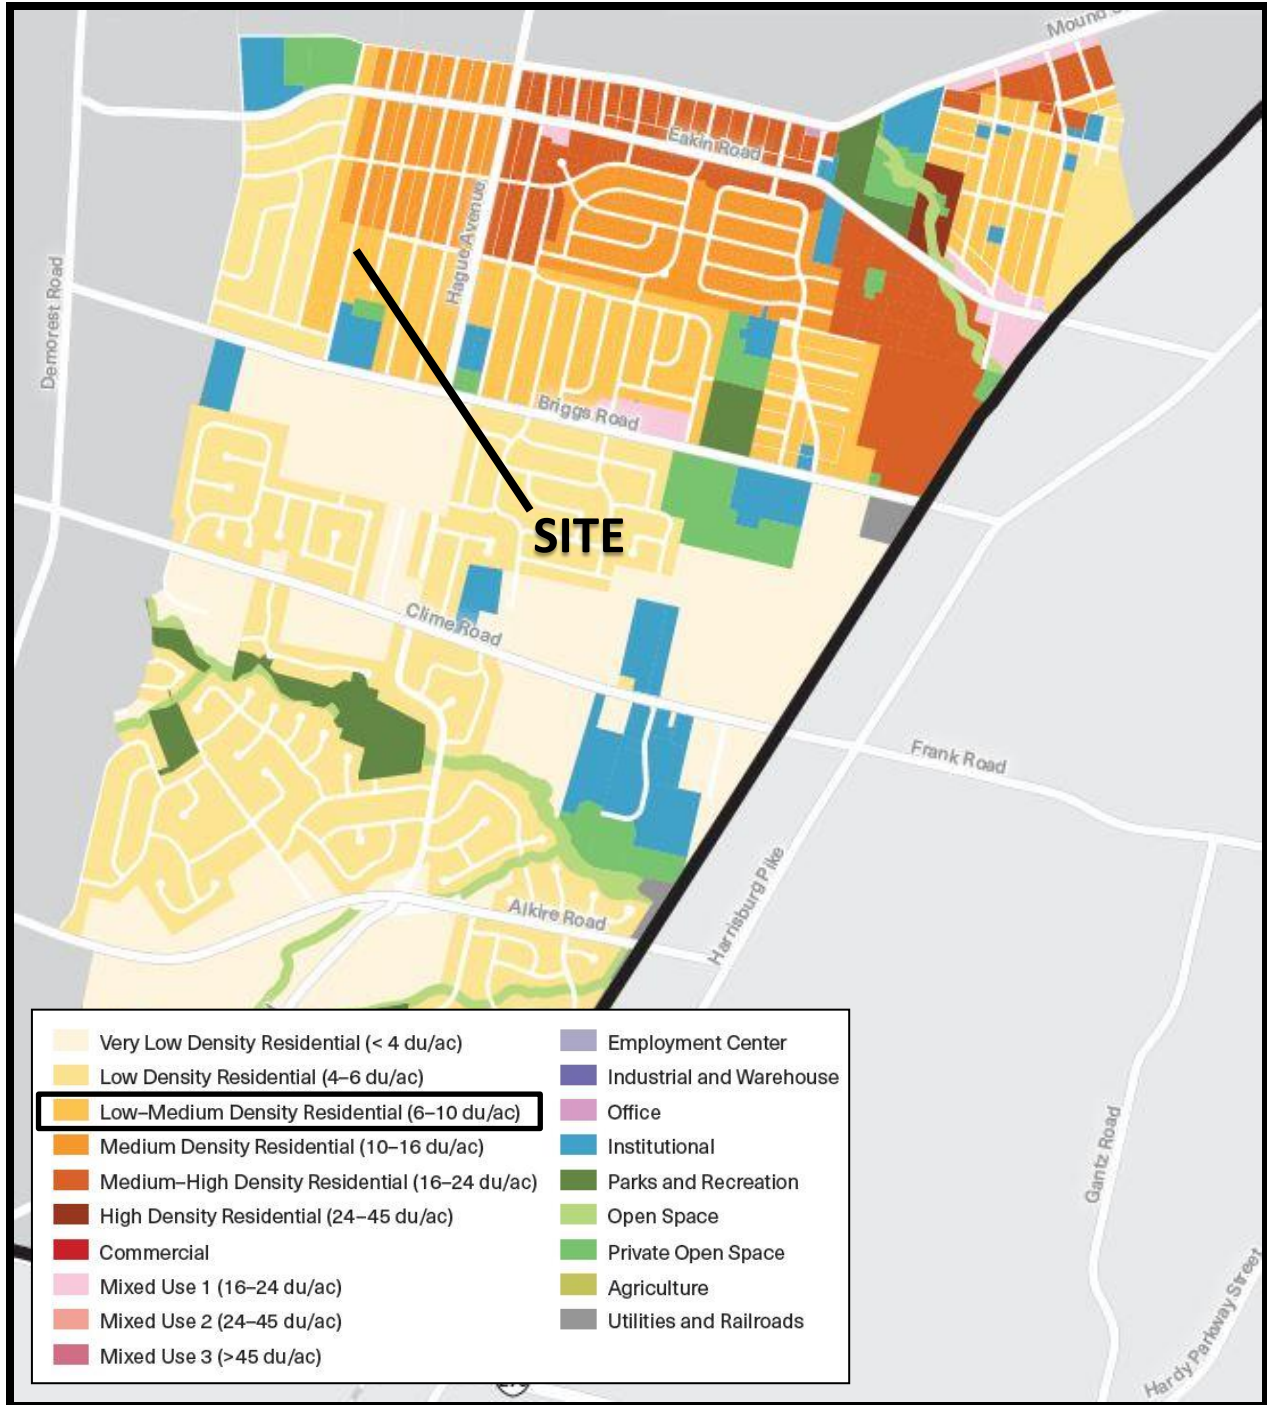 Mound
Eakin Road
Hague Avenue
Demorest Road
Briggs Road
SITE
Clime Road
Frank Road
Harrisburg Pike
Alkire Road
Gantz Road
Hardy Parkway Street
Very Low Density Residential (< 4 du/ac)
Low Density Residential (4–6 du/ac)
Low–Medium Density Residential (6–10 du/ac)
Medium Density Residential (10–16 du/ac)
Medium–High Density Residential (16–24 du/ac)
High Density Residential (24–45 du/ac)
Commercial
Mixed Use 1 (16–24 du/ac)
Mixed Use 2 (24–45 du/ac)
Mixed Use 3 (>45 du/ac)
Employment Center
Industrial and Warehouse
Office
Institutional
Parks and Recreation
Open Space
Private Open Space
Agriculture
Utilities and Railroads